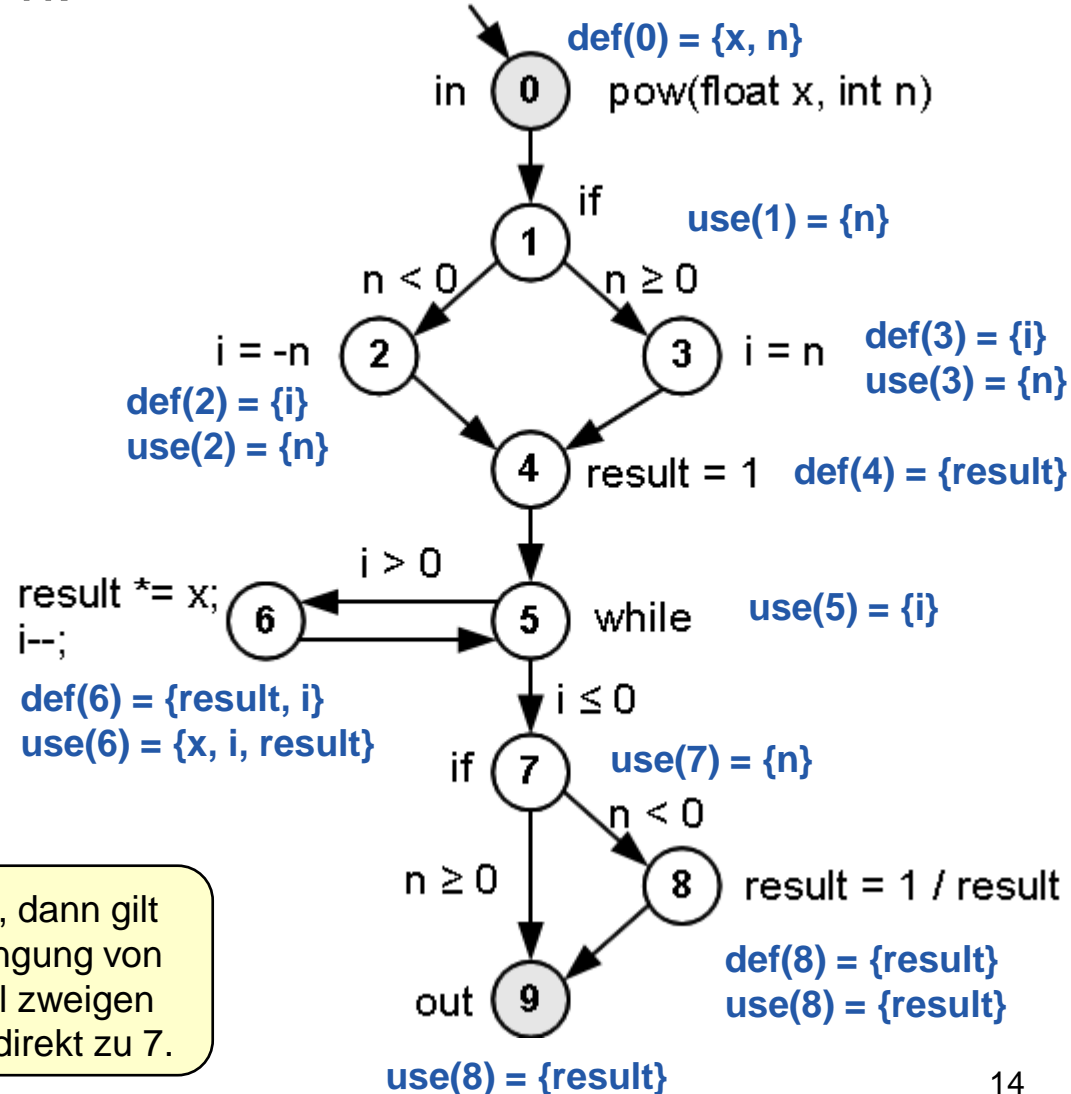 def(0) = {x, n}
in 0 pow(float x, int n)
if
1 use(1) = {n}
n < 0 n ≥ 0
i = -n 2
def(2) = {i}
use(2) = {n}
3 i = n
def(3) = {i}
use(3) = {n}
4 result = 1 def(4) = {result}
i > 0
result *= x;
i--;
6
5 while use(5) = {i}
def(6) = {result, i}
use(6) = {x, i, result}
i ≤ 0
if 7 use(7) = {n}
n < 0
n ≥ 0
8 result = 1 / result
def(8) = {result}
use(8) = {result}
, dann gilt
ngung von
l zweigen
direkt zu 7.
out 9
use(8) = {result}
14